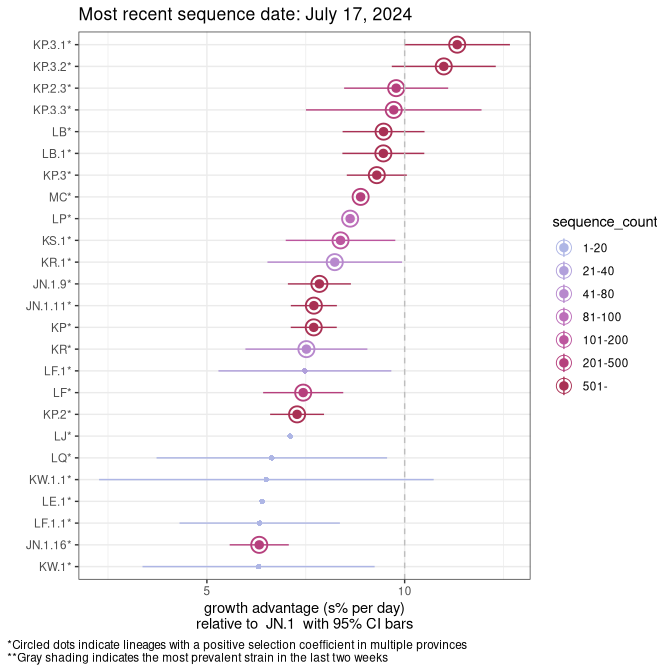 Most recent sequence date: July 17, 2024
KP.3.1*
KP.3.2*
KP.2.3*
KP.3.3*
LB*
LB.1*
KP.3*
MC*
LP*
KS.1*
KR.1*
JN.1.9*
JN.1.11*
KP*
KR*
LF.1*
LF*
KP.2*
LJ*
LQ*
KW.1.1*
LE.1*
LF.1.1*
JN.1.16*
KW.1*
5 10
growth advantage (s% per day)
relative to JN.1 with 95% CI bars
sequence_count
1-20
21-40
41-80
81-100
101-200
201-500
501-
*Circled dots indicate lineages with a positive selection coefficient in multiple provinces
**Gray shading indicates the most prevalent strain in the last two weeks